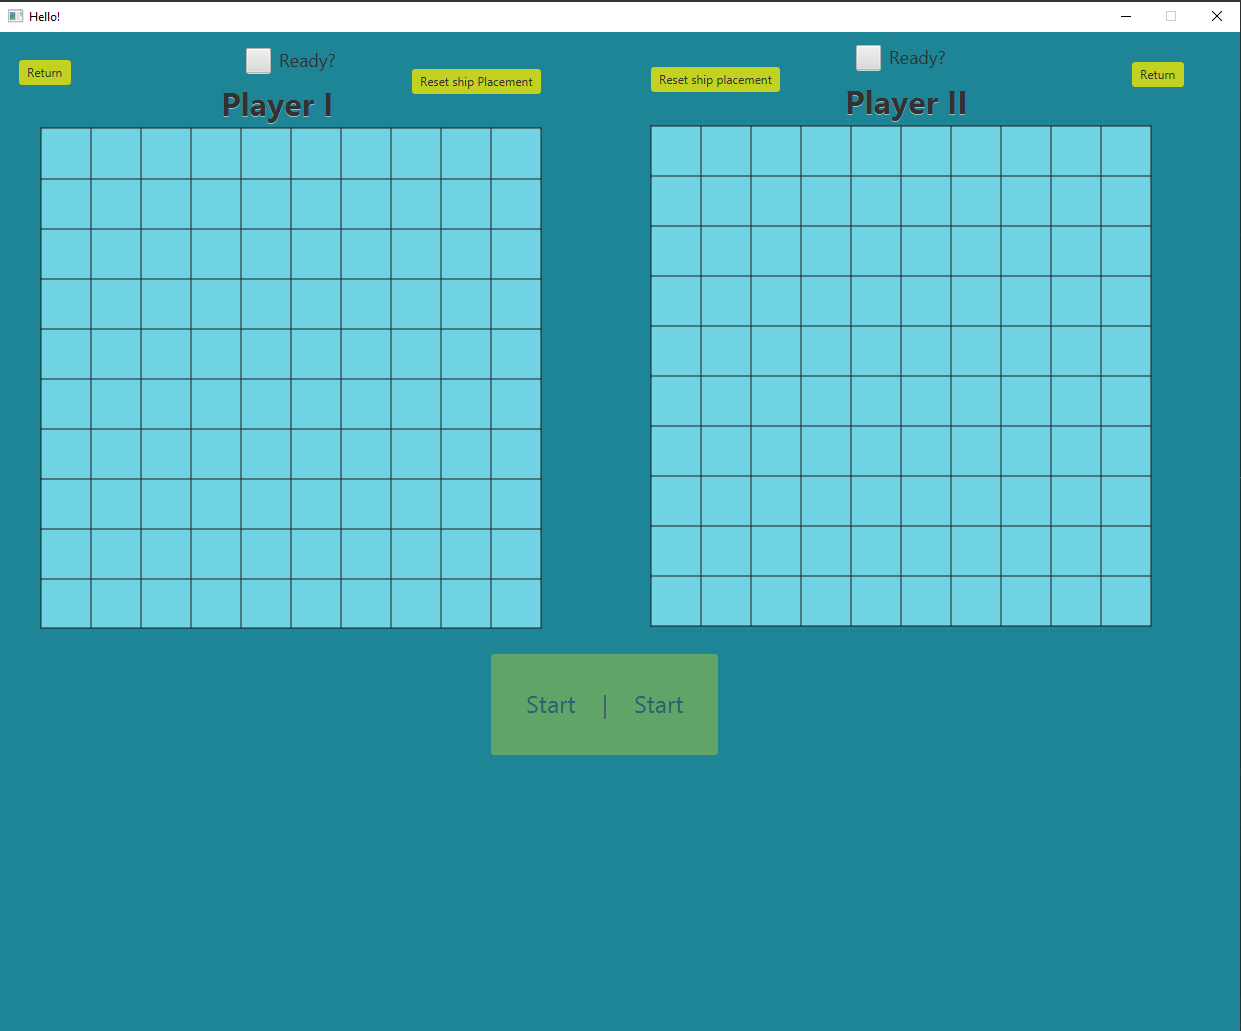 Hello!
Return
Ready?
Reset ship Placement
Player I
Reset ship placement
Ready?
Return
Player II
Start | Start